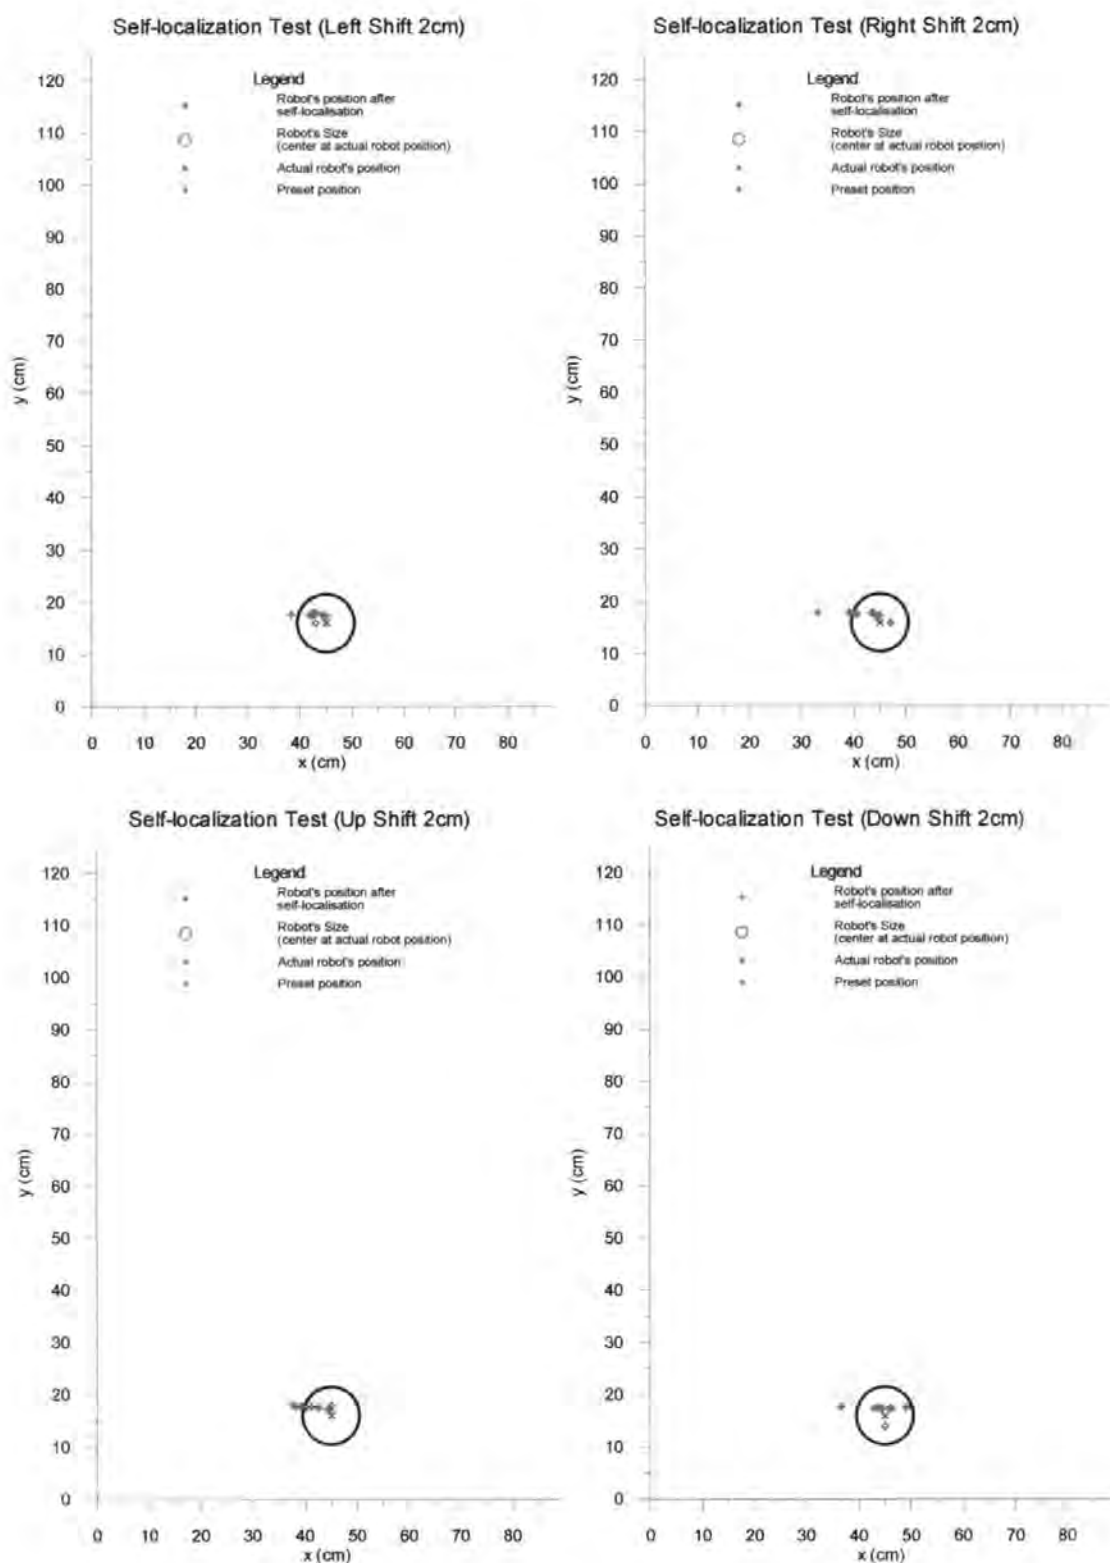 Self-localization Test (Left Shift 2cm)
Legend
Robot's position after
self-localisation
Robot's Size
(center at actual robot position)
Actual robot's position
Preset position
120
110
100
90
80
70
60
50
40
30
20
10
0
y (cm)
0 10 20 30 40 50 60 70 80
x (cm)
Self-localization Test (Right Shift 2cm)
Legend
Robot's position after
self-localisation
Robot's Size
(center at actual robot position)
Actual robot's position
Preset position
120
110
100
90
80
70
60
50
40
30
20
10
0
y (cm)
0 10 20 30 40 50 60 70 80
x (cm)
Self-localization Test (Up Shift 2cm)
Legend
Robot's position after
self-localisation
Robot's Size
(center at actual robot position)
Actual robot's position
Preset position
120
110
100
90
80
70
60
50
40
30
20
10
0
y (cm)
0 10 20 30 40 50 60 70 80
x (cm)
Self-localization Test (Down Shift 2cm)
Legend
Robot's position after
self-localisation
Robot's Size
(center at actual robot position)
Actual robot's position
Preset position
120
110
100
90
80
70
60
50
40
30
20
10
0
y (cm)
0 10 20 30 40 50 60 70 80
x (cm)